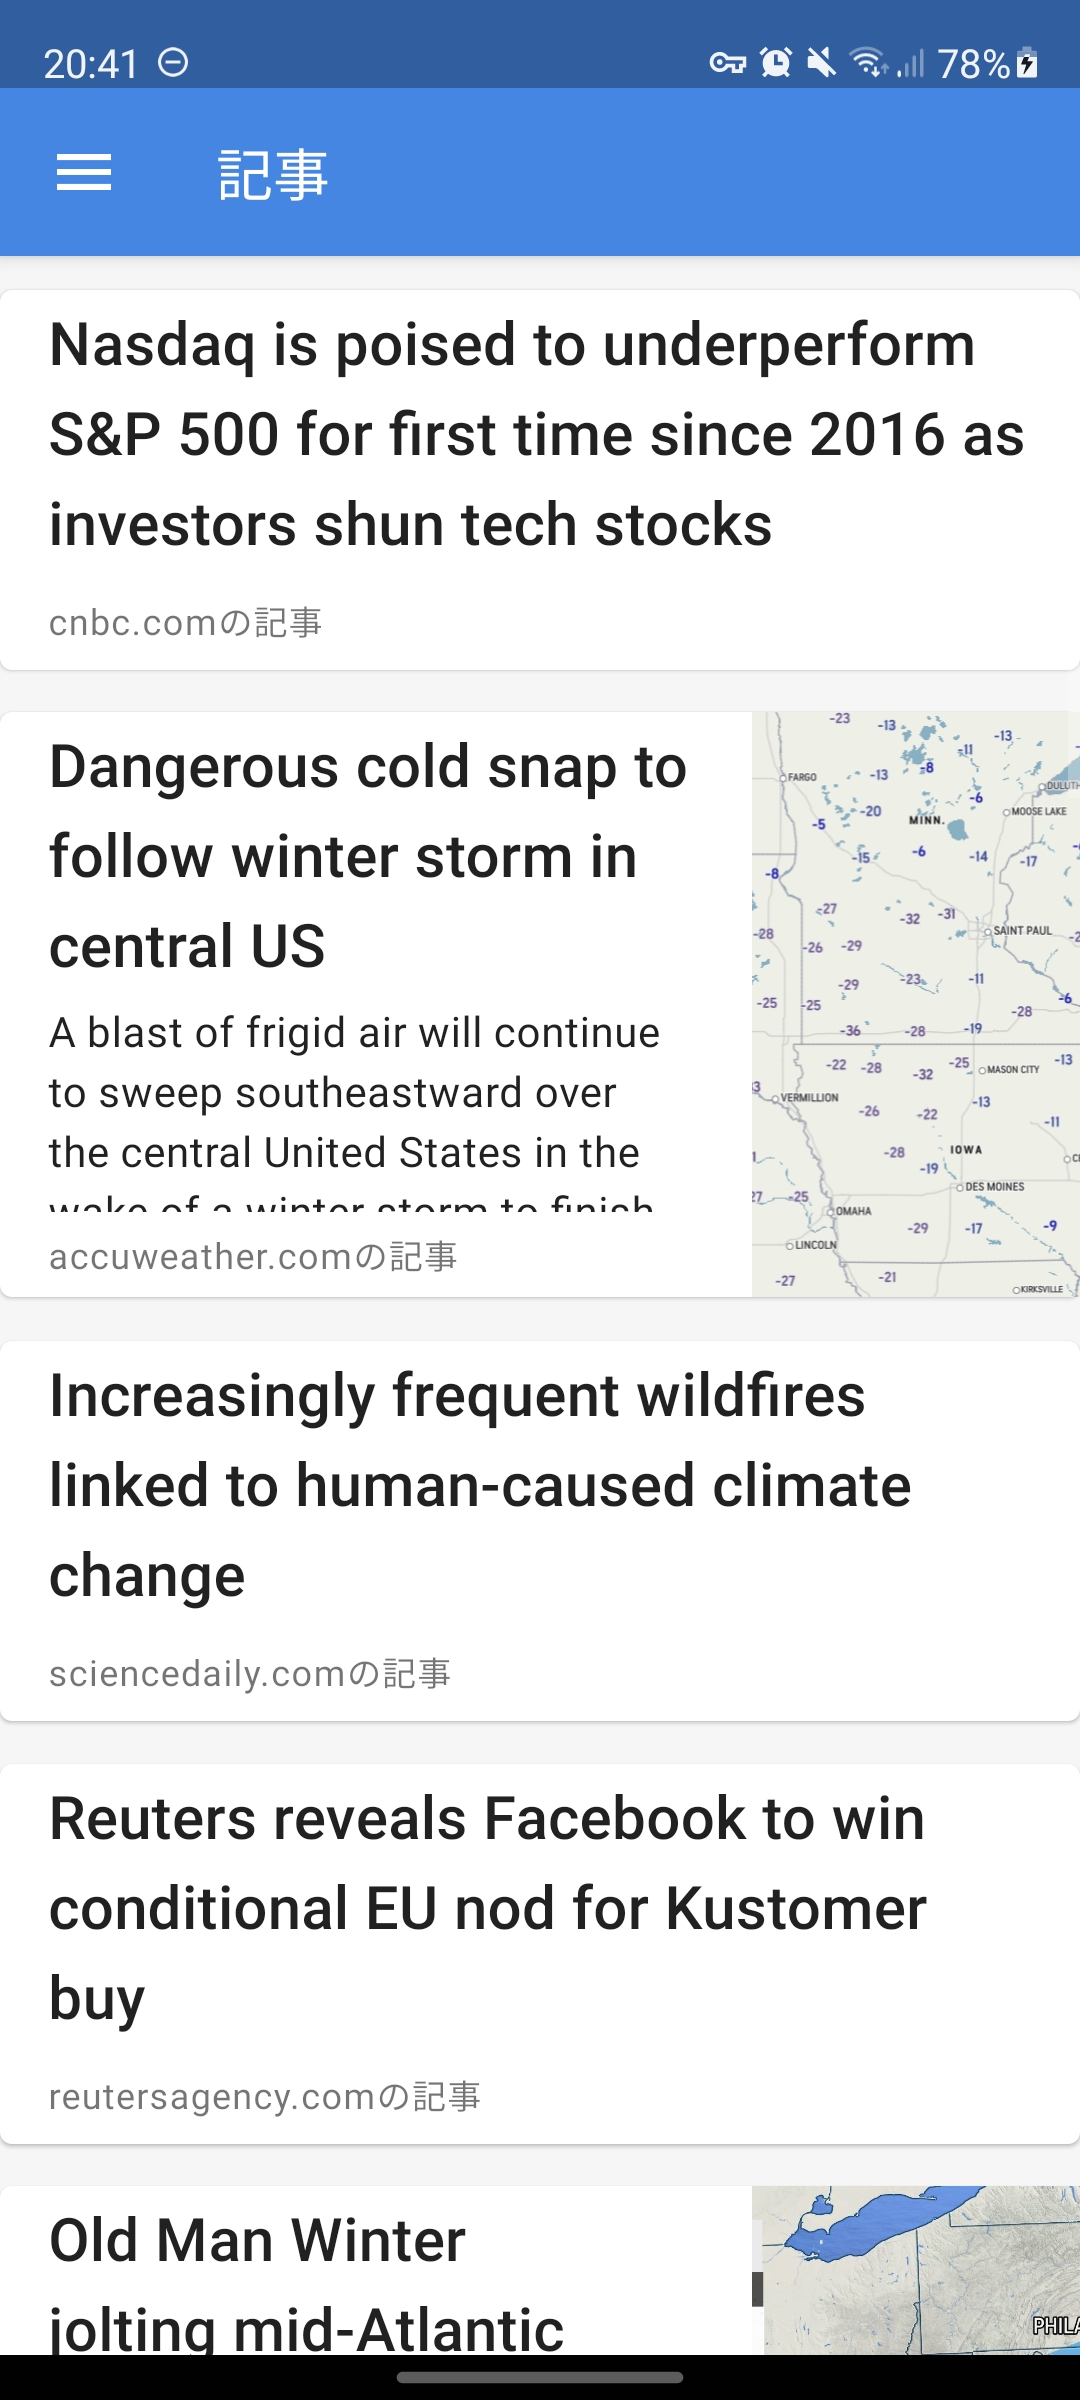 20:41
78%
記事
Nasdaq is poised to underperform
S&P 500 for first time since 2016 as
investors shun tech stocks
cnbc.comの記事
Dangerous cold snap to
follow winter storm in
central US
A blast of frigid air will continue
to sweep southeastward over
the central United States in the
wake of a winter storm to finish
accuweather.comの記事
-23
-13
-13
-11
-8
FARGO
-13
DULUTH
-6
-20
MOOSE LAKE
-5
MINN.
-15
-6
-14
-17
-8
-27
-32
-31
-28
SAINT PAUL
-26
-29
-29
-23
-11
-6
-25
-25
-28
-36
-28
-19
-22
-28
-32
-25
MASON CITY
-13
VERMILLION
-26
-22
-13
-11
-28
IOWA
-19
-25
DES MOINES
OMAHA
-29
-17
-9
LINCOLN
-27
-21
KIRKSVILLE
Increasingly frequent wildfires
linked to human-caused climate
change
sciencedaily.comの記事
Reuters reveals Facebook to win
conditional EU nod for Kustomer
buy
reutersagency.comの記事
Old Man Winter
jolting mid-Atlantic
PHILA